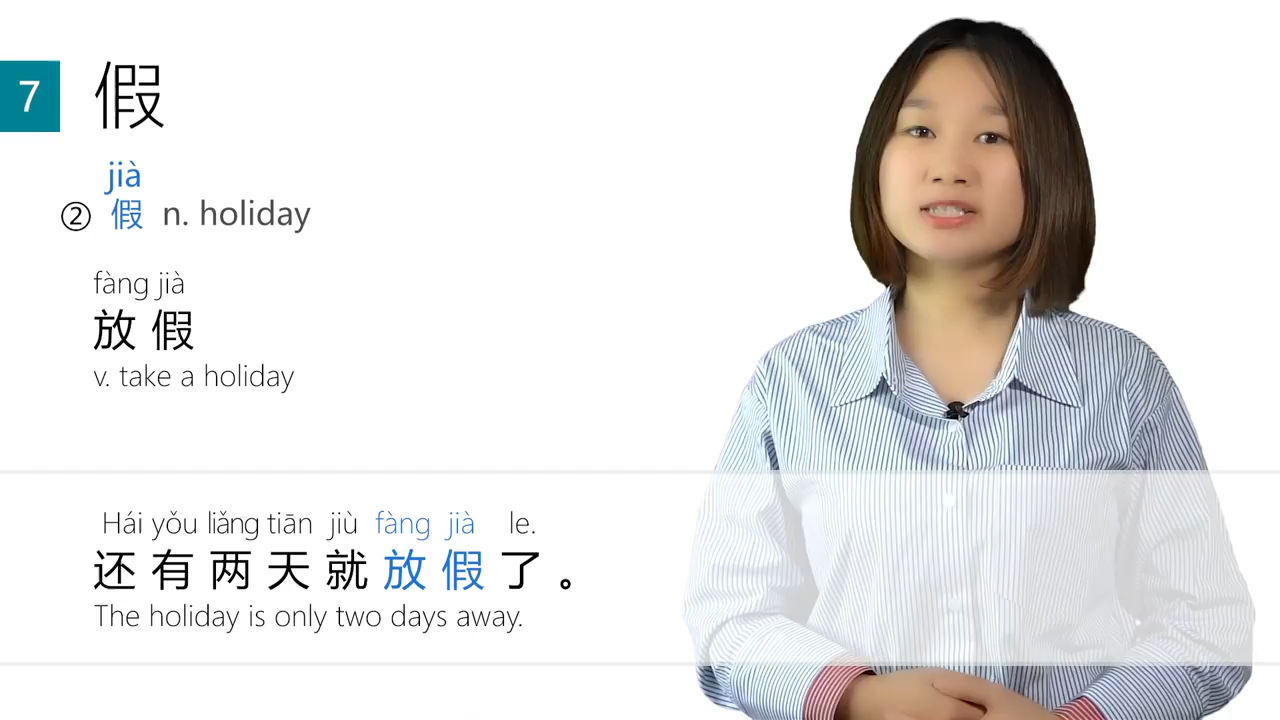 7 假
jià
② 假 n. holiday
fàng jià
放假
v. take a holiday
Hái yǒu liǎng tiān jiù fàng jià le.
还有两天就放假了。
The holiday is only two days away.